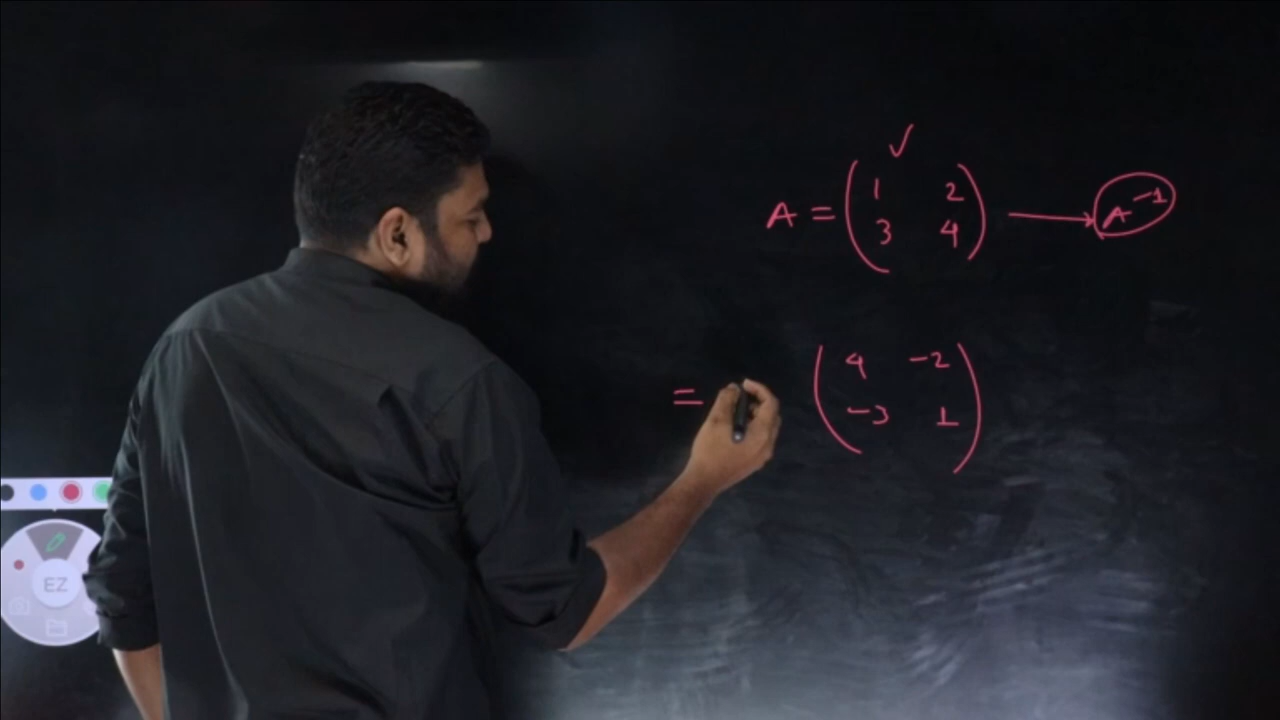 ✓
A = ( 1 2 ) → A⁻¹
( 3 4 )
= ( 4 -2 )
( -3 1 )
EZ